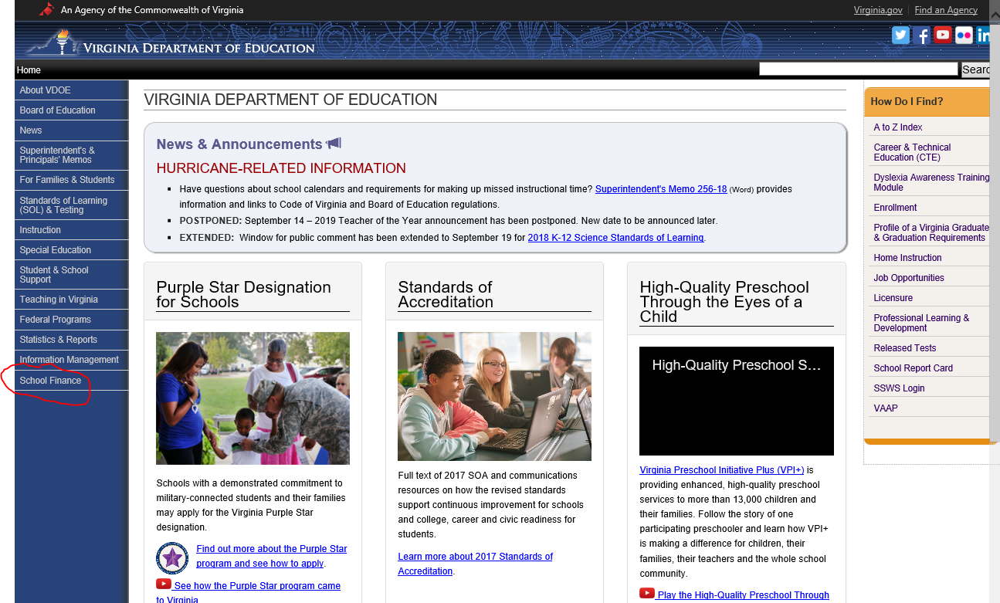 An Agency of the Commonwealth of Virginia
Virginia.gov | Find an Agency
VIRGINIA DEPARTMENT OF EDUCATION
Home
Searc
About VDOE
Board of Education
News
Superintendent's &
Principals' Memos
For Families & Students
Standards of Learning
(SOL) & Testing
Instruction
Special Education
Student & School
Support
Teaching in Virginia
Federal Programs
Statistics & Reports
Information Management
School Finance
VIRGINIA DEPARTMENT OF EDUCATION
News & Announcements
HURRICANE-RELATED INFORMATION
▪ Have questions about school calendars and requirements for making up missed instructional time? Superintendent's Memo 256-18 (Word) provides
information and links to Code of Virginia and Board of Education regulations.
▪ POSTPONED: September 14 – 2019 Teacher of the Year announcement has been postponed. New date to be announced later.
▪ EXTENDED: Window for public comment has been extended to September 19 for 2018 K-12 Science Standards of Learning.
Purple Star Designation
for Schools
Schools with a demonstrated commitment to
military-connected students and their families
may apply for the Virginia Purple Star
designation.
Find out more about the Purple Star
program and see how to apply.
See how the Purple Star program came
to Virginia
Standards of
Accreditation
Full text of 2017 SOA and communications
resources on how the revised standards
support continuous improvement for schools
and college, career and civic readiness for
students.
Learn more about 2017 Standards of
Accreditation.
High-Quality Preschool
Through the Eyes of a
Child
High-Quality Preschool S…
Virginia Preschool Initiative Plus (VPI+) is
providing enhanced, high-quality preschool
services to more than 13,000 children and
their families. Follow the story of one
participating preschooler and learn how VPI+
is making a difference for children, their
families, their teachers and the whole school
community.
Play the High-Quality Preschool Through
How Do I Find?
A to Z Index
Career & Technical
Education (CTE)
Dyslexia Awareness Training
Module
Enrollment
Profile of a Virginia Graduate
& Graduation Requirements
Home Instruction
Job Opportunities
Licensure
Professional Learning &
Development
Released Tests
School Report Card
SSWS Login
VAAP